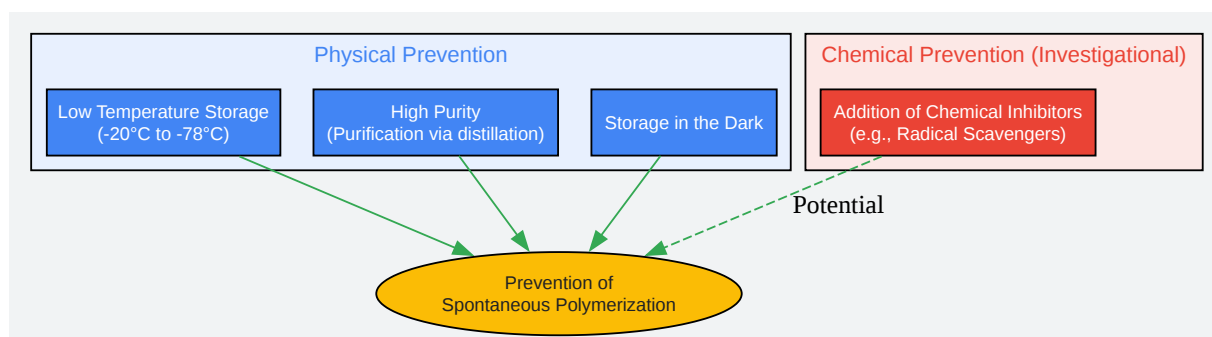 Physical Prevention
Chemical Prevention (Investigational)
Low Temperature Storage
(-20°C to -78°C)
High Purity
(Purification via distillation)
Storage in the Dark
Addition of Chemical Inhibitors
(e.g., Radical Scavengers)
Potential
Prevention of
Spontaneous Polymerization